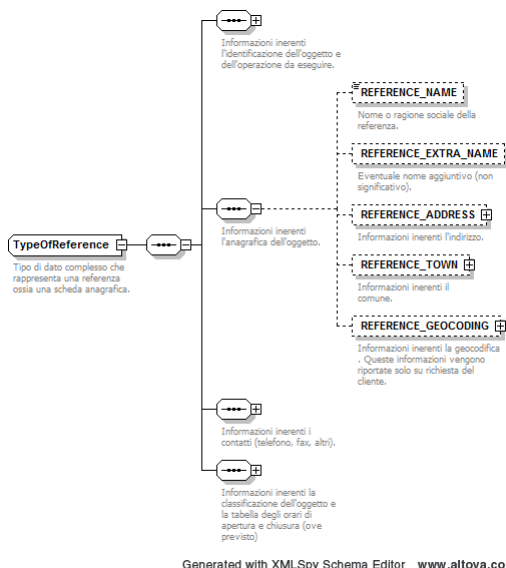 Informazioni inerenti
l'identificazione dell'oggetto e
dell'operazione da eseguire.
REFERENCE_NAME
Nome o ragione sociale della
referenza.
REFERENCE_EXTRA_NAME
Eventuale nome aggiuntivo (non
significativo).
Informazioni inerenti
l'anagrafica dell'oggetto.
REFERENCE_ADDRESS
Informazioni inerenti l'indirizzo.
TypeOfReference
Tipo di dato complesso che
rappresenta una referenza
ossia una scheda anagrafica.
REFERENCE_TOWN
Informazioni inerenti il
comune.
REFERENCE_GEOCODING
Informazioni inerenti la geocodifica
. Queste informazioni vengono
riportate solo su richiesta del
cliente.
Informazioni inerenti i
contatti (telefono, fax, altri).
Informazioni inerenti la
classificazione dell'oggetto e
la tabella degli orari di
apertura e chiusura (ove
previsto)
Generated with XMLSpy Schema Editor www.altova.co